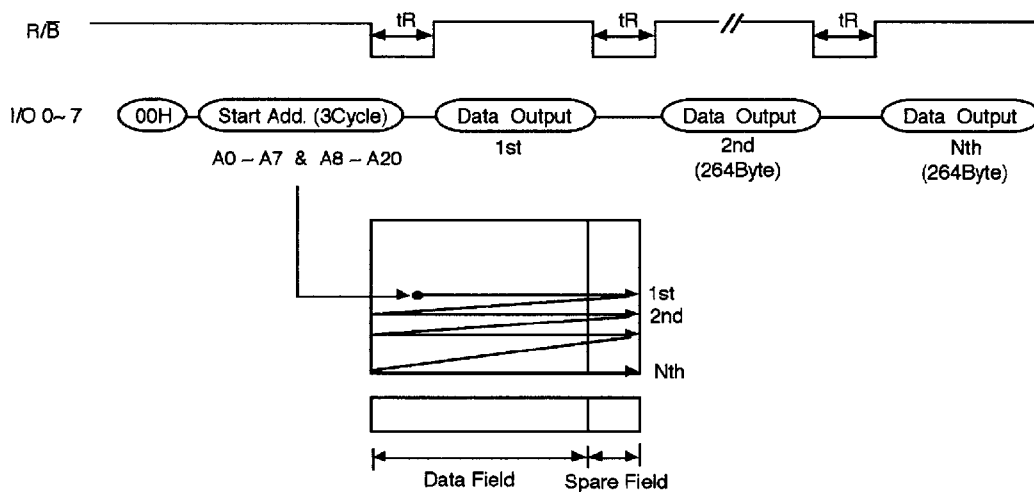 tR tR tR
R/B̅
I/O 0~ 7 00H Start Add. (3Cycle) Data Output Data Output Data Output
A0 ~ A7 & A8 ~ A20 1st 2nd Nth
(264Byte) (264Byte)
1st
2nd
Nth
Data Field Spare Field